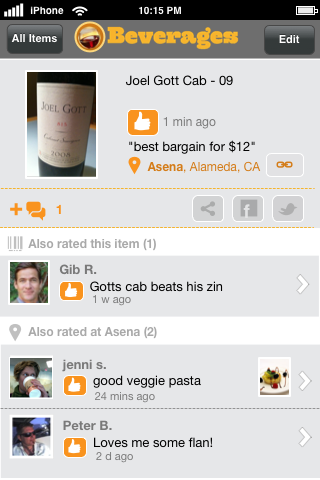 iPhone 10:15 PM
All Items Beverages Edit
Joel Gott Cab - 09
JOEL GOTT
1 min ago
"best bargain for $12"
Asena, Alameda, CA
1
Also rated this item (1)
Gib R.
Gotts cab beats his zin
1 w ago
Also rated at Asena (2)
jenni s.
good veggie pasta
24 mins ago
Peter B.
Loves me some flan!
2 d ago